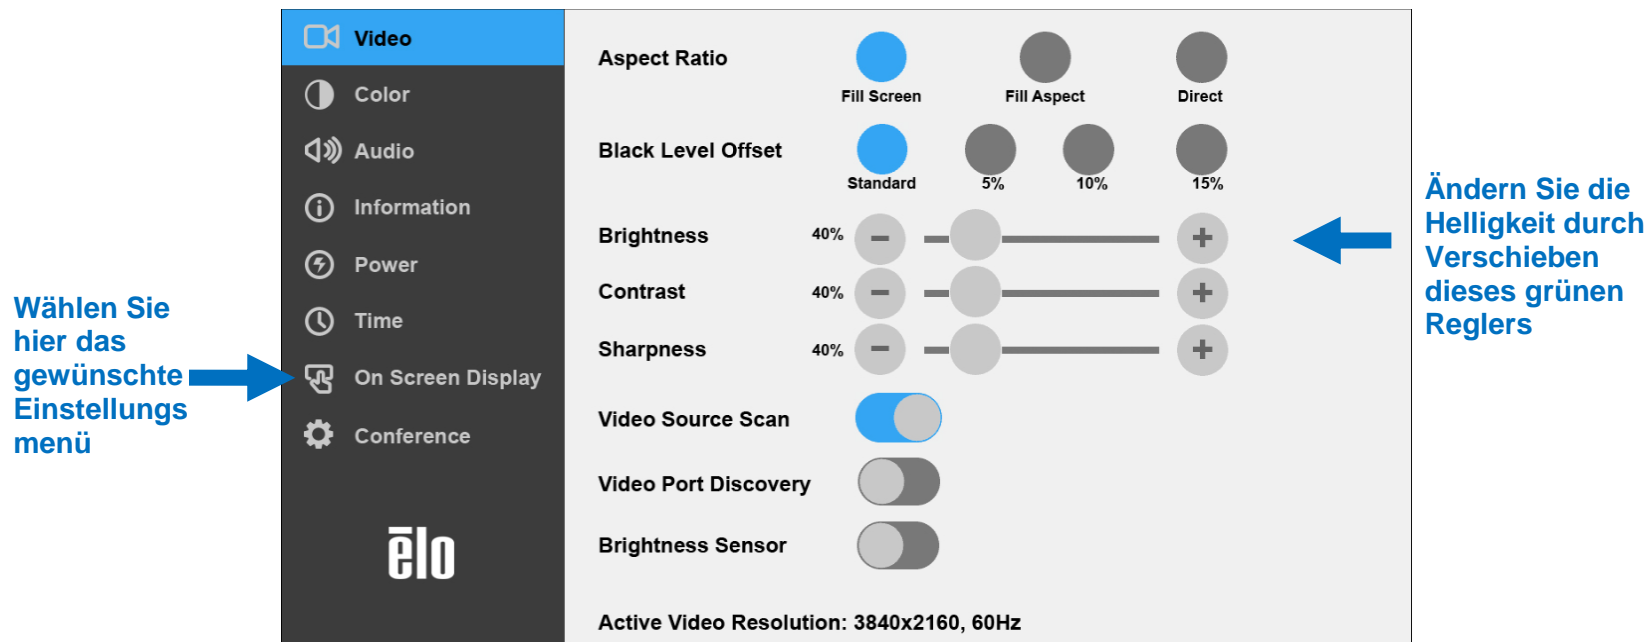 Video
Color
Audio
Information
Power
Time
On Screen Display
Conference
ēlo
Wählen Sie
hier das
gewünschte
Einstellungs
menü
Aspect Ratio
Fill Screen Fill Aspect Direct
Black Level Offset
Standard 5% 10% 15%
Brightness 40% − +
Contrast 40% − +
Sharpness 40% − +
Video Source Scan
Video Port Discovery
Brightness Sensor
Active Video Resolution: 3840x2160, 60Hz
Ändern Sie die
Helligkeit durch
Verschieben
dieses grünen
Reglers